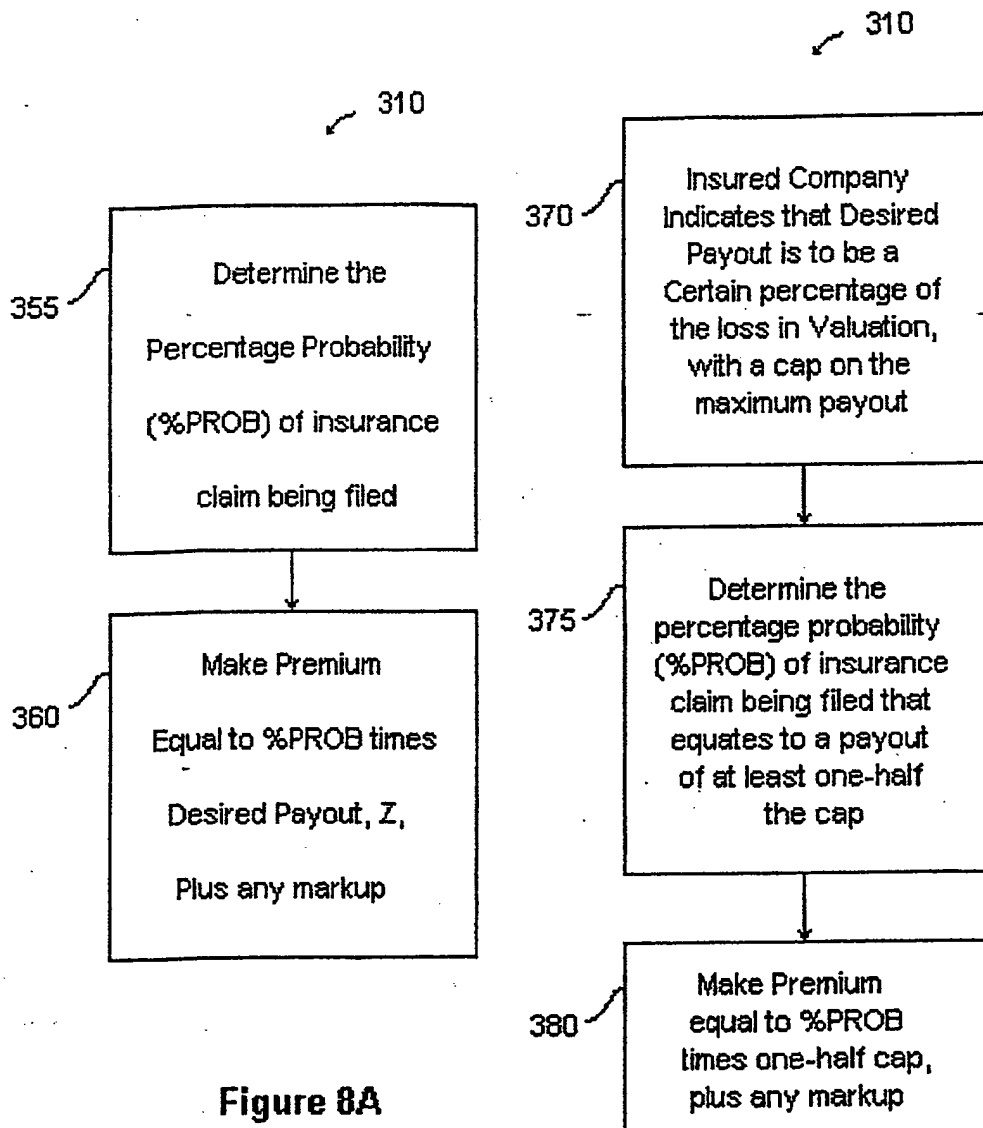 310
355
Determine the
Percentage Probability
(%PROB) of insurance
claim being filed
360
Make Premium
Equal to %PROB times
Desired Payout, Z,
Plus any markup
Figure 8A
310
370
Insured Company
Indicates that Desired
Payout is to be a
Certain percentage of
the loss in Valuation,
with a cap on the
maximum payout
375
Determine the
percentage probability
(%PROB) of insurance
claim being filed that
equates to a payout
of at least one-half
the cap
380
Make Premium
equal to %PROB
times one-half cap,
plus any markup